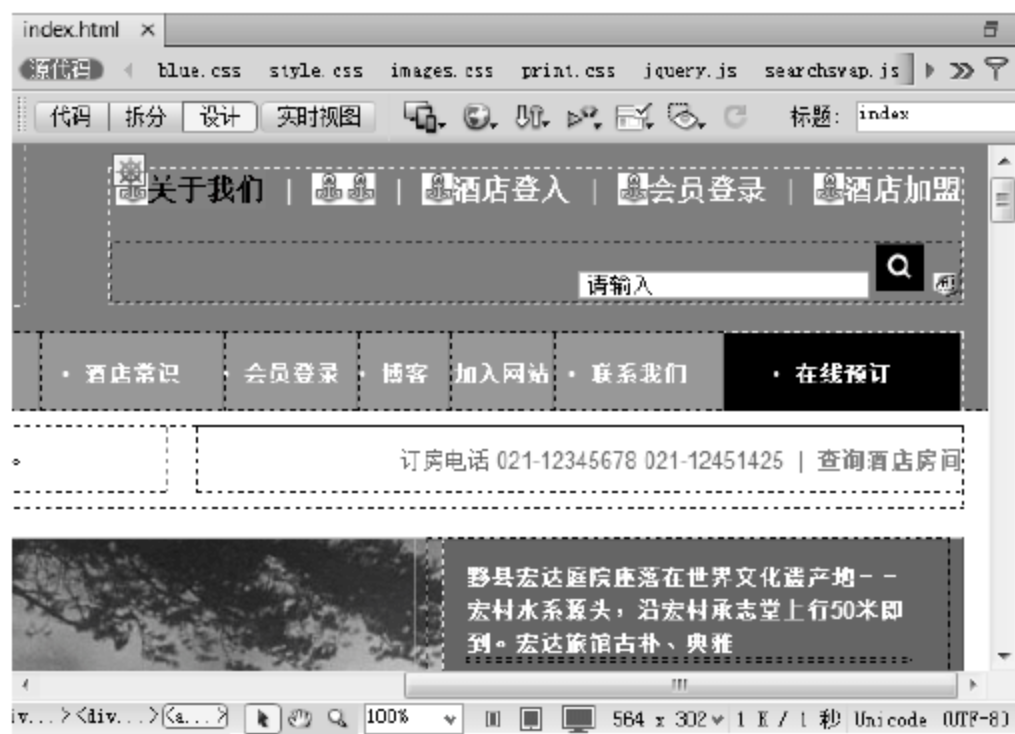 index.html ×
源代码 blue.css style.css images.css print.css jquery.js searchswap.js
代码 拆分 设计 实时视图 标题: index
关于我们 | | 酒店登入 | 会员登录 | 酒店加盟
请输入
· 酒店常识 · 会员登录 · 博客 加入网站 · 联系我们 · 在线预订
。 订房电话 021-12345678 021-12451425 | 查询酒店房间
黟县宏达庭院座落在世界文化遗产地--
宏村水系源头，沿宏村承志堂上行50米即
到。宏达旅馆古朴、典雅
iv...><div...><a...> 100% 564 x 302 1 K / 1 秒 Unicode (UTF-8)